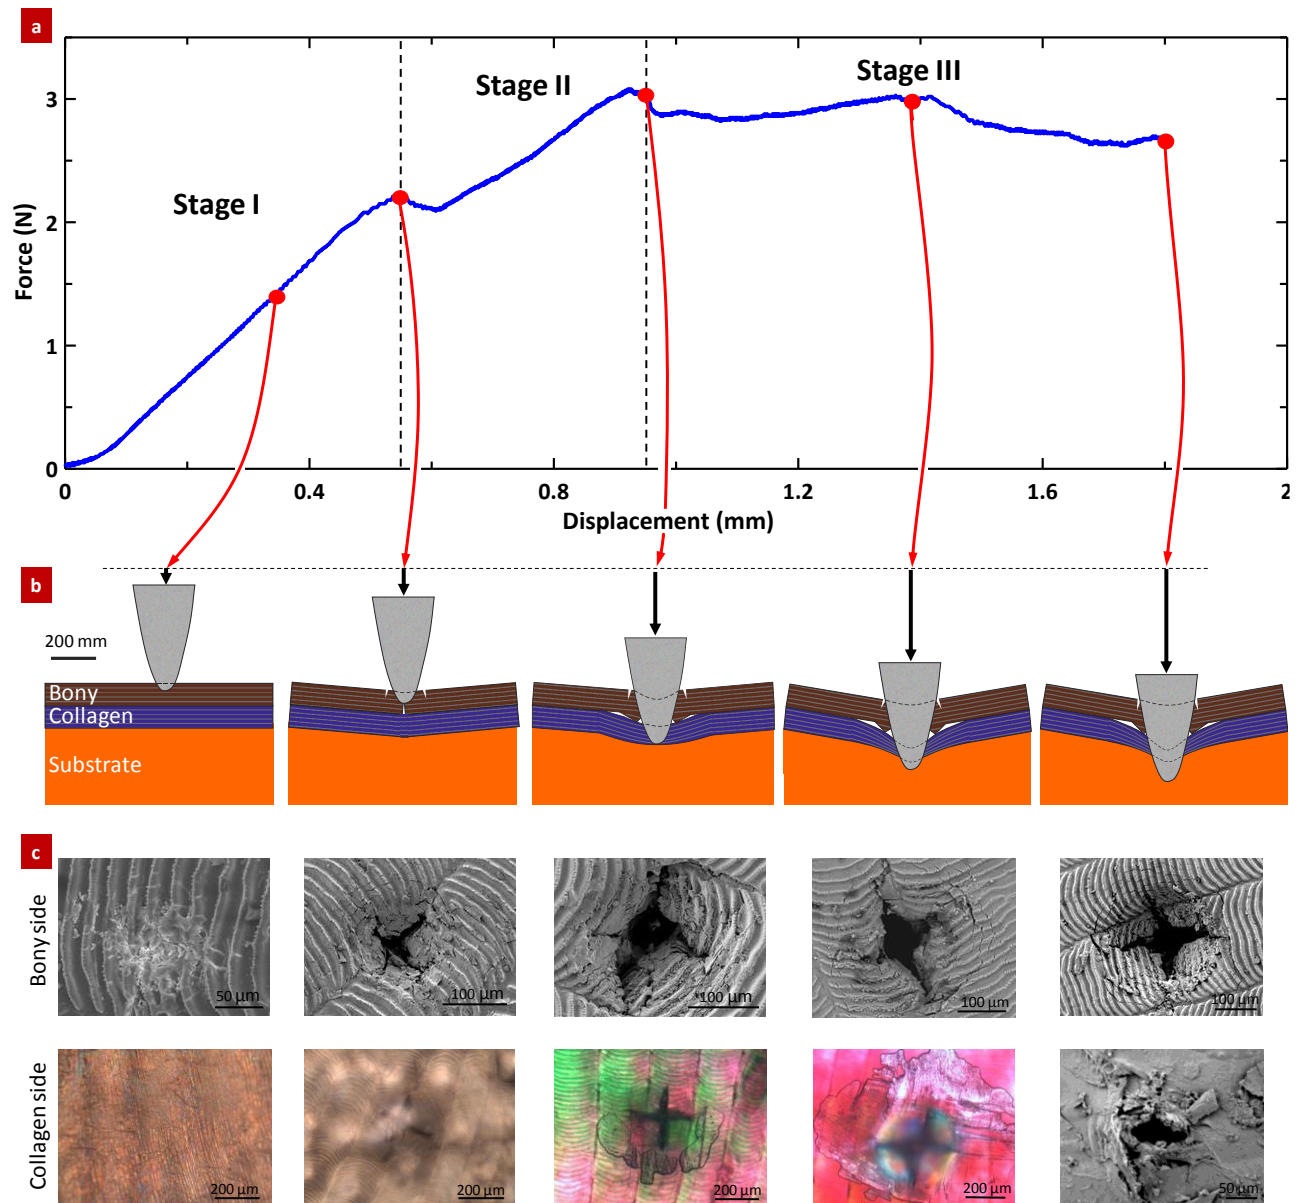 a
Stage I
Stage II
Stage III
Force (N)
3
2
1
0
0
0.4
0.8
1.2
1.6
2
Displacement (mm)
b
200 mm
Bony
Collagen
Substrate
c
Bony side
50 µm
100 µm
100 µm
100 µm
100 µm
Collagen side
200 µm
200 µm
200 µm
200 µm
50 µm